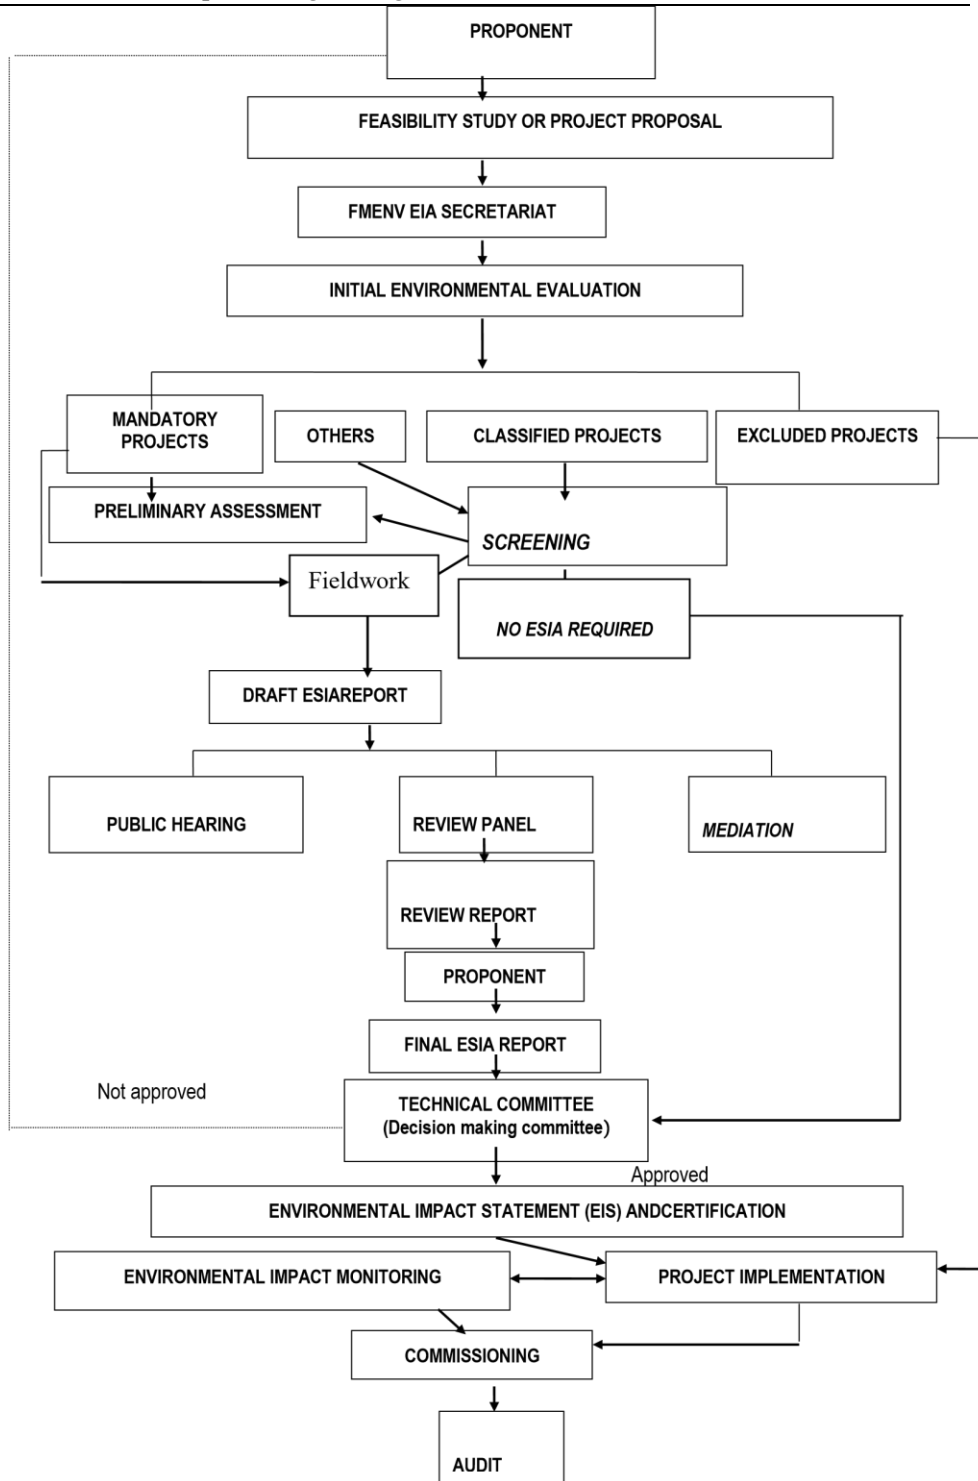 PROPONENT
FEASIBILITY STUDY OR PROJECT PROPOSAL
FMENV EIA SECRETARIAT
INITIAL ENVIRONMENTAL EVALUATION
MANDATORY
PROJECTS
OTHERS
CLASSIFIED PROJECTS
EXCLUDED PROJECTS
PRELIMINARY ASSESSMENT
SCREENING
Fieldwork
NO ESIA REQUIRED
DRAFT ESIAREPORT
PUBLIC HEARING
REVIEW PANEL
MEDIATION
REVIEW REPORT
PROPONENT
FINAL ESIA REPORT
Not approved
TECHNICAL COMMITTEE
(Decision making committee)
Approved
ENVIRONMENTAL IMPACT STATEMENT (EIS) ANDCERTIFICATION
ENVIRONMENTAL IMPACT MONITORING
PROJECT IMPLEMENTATION
COMMISSIONING
AUDIT